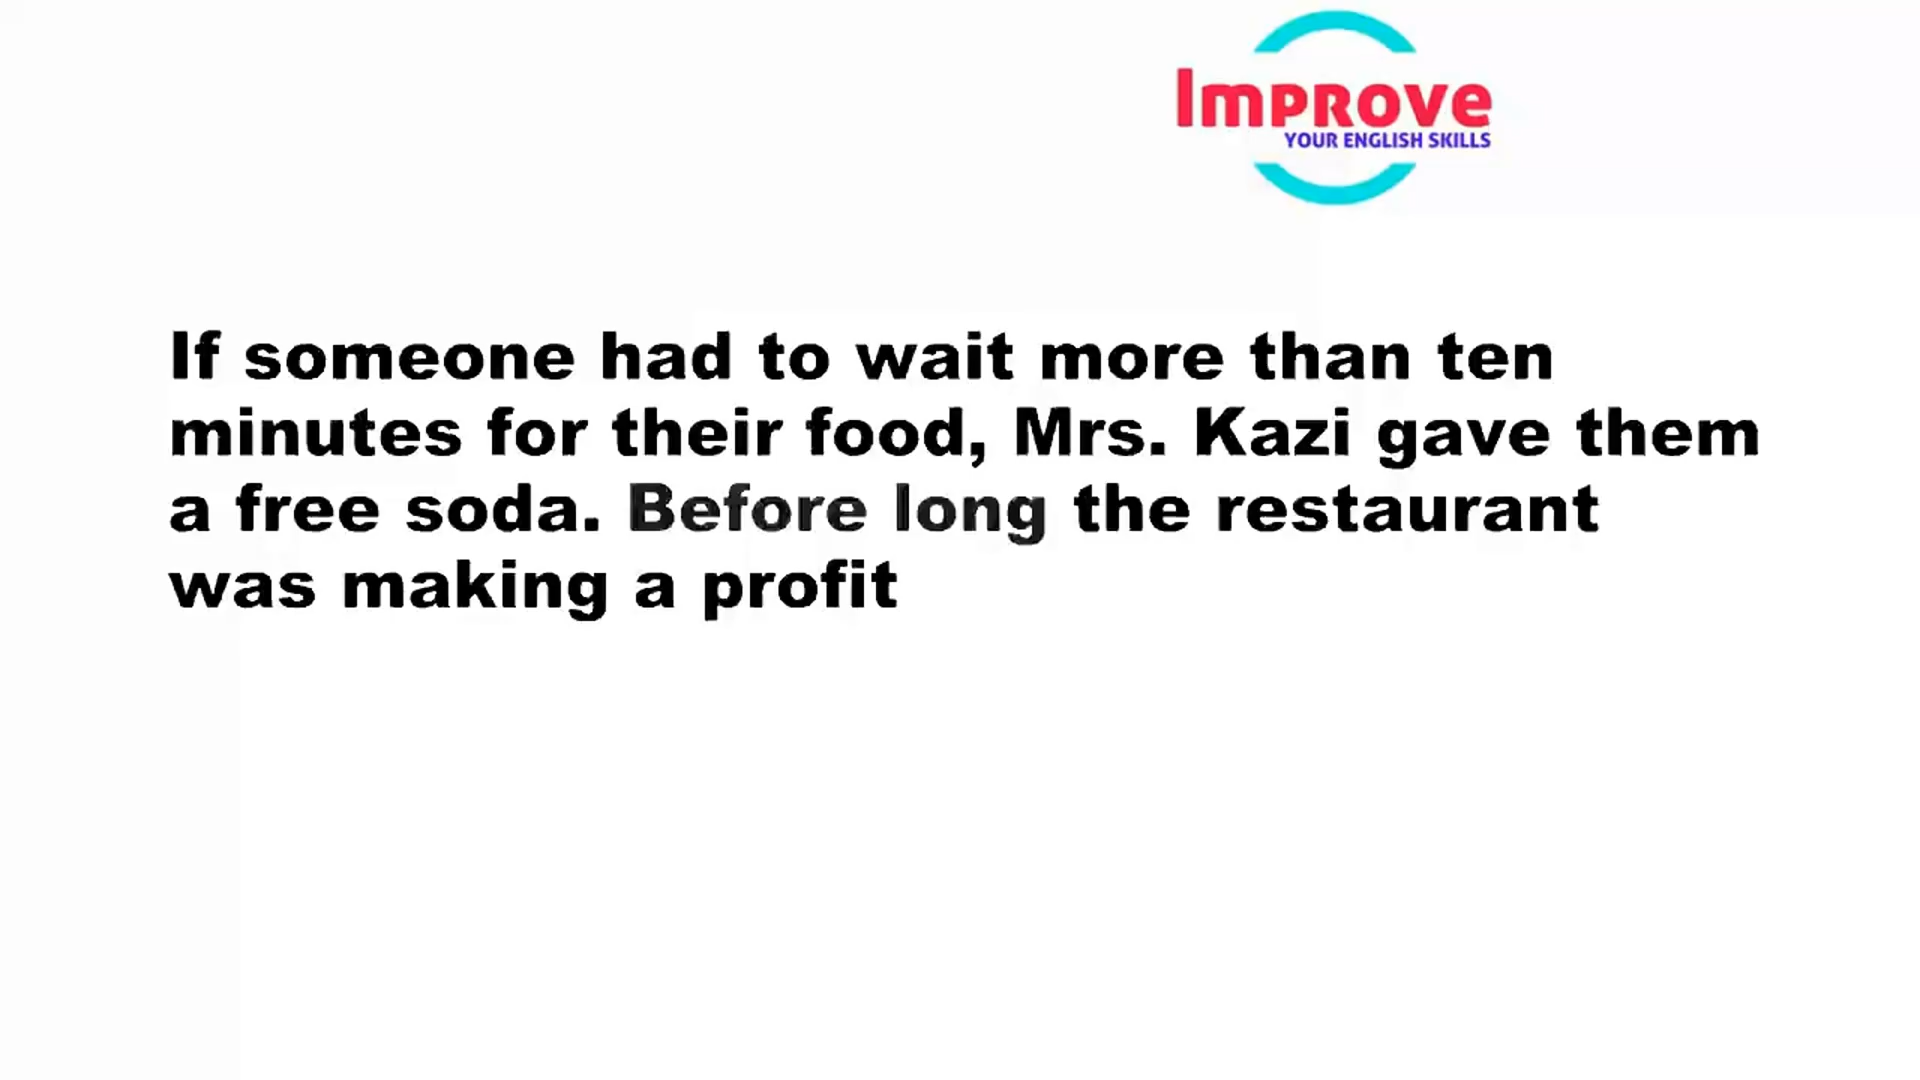 Improve
YOUR ENGLISH SKILLS
If someone had to wait more than ten
minutes for their food, Mrs. Kazi gave them
a free soda. Before long the restaurant
was making a profit